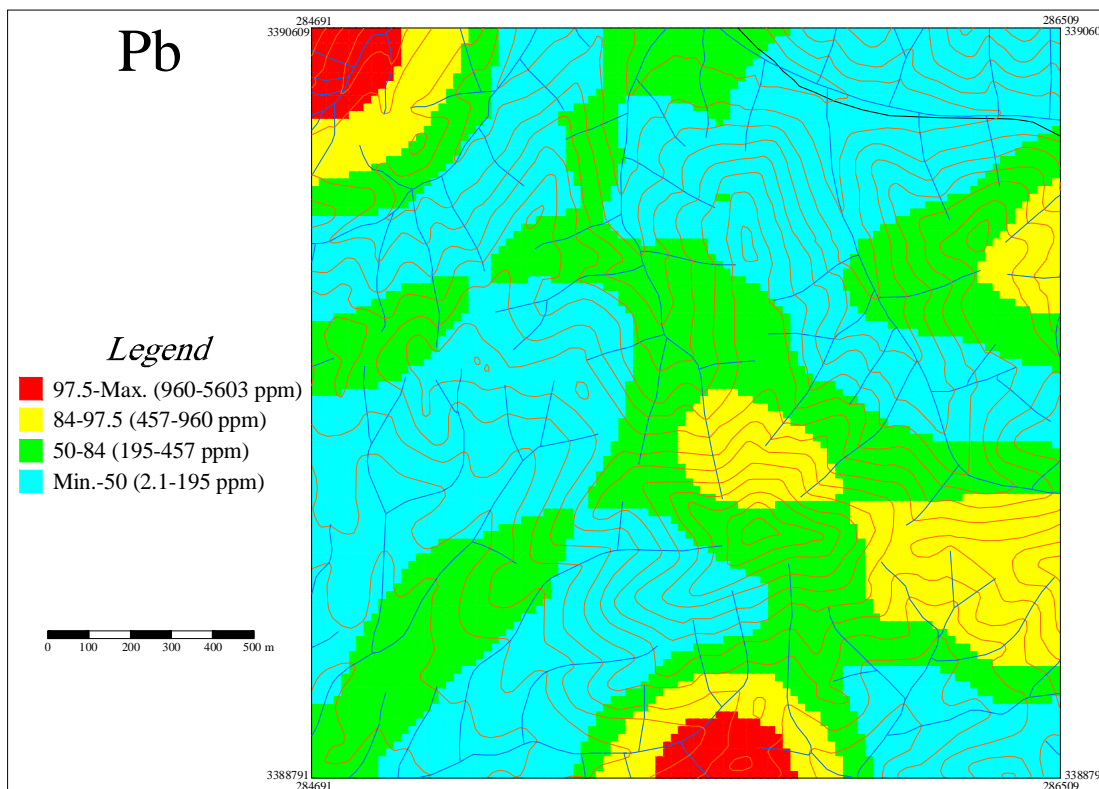 Pb
284691
286509
3390609
339060
Legend
97.5-Max. (960-5603 ppm)
84-97.5 (457-960 ppm)
50-84 (195-457 ppm)
Min.-50 (2.1-195 ppm)
0 100 200 300 400 500 m
3388791
338879
284691
286509